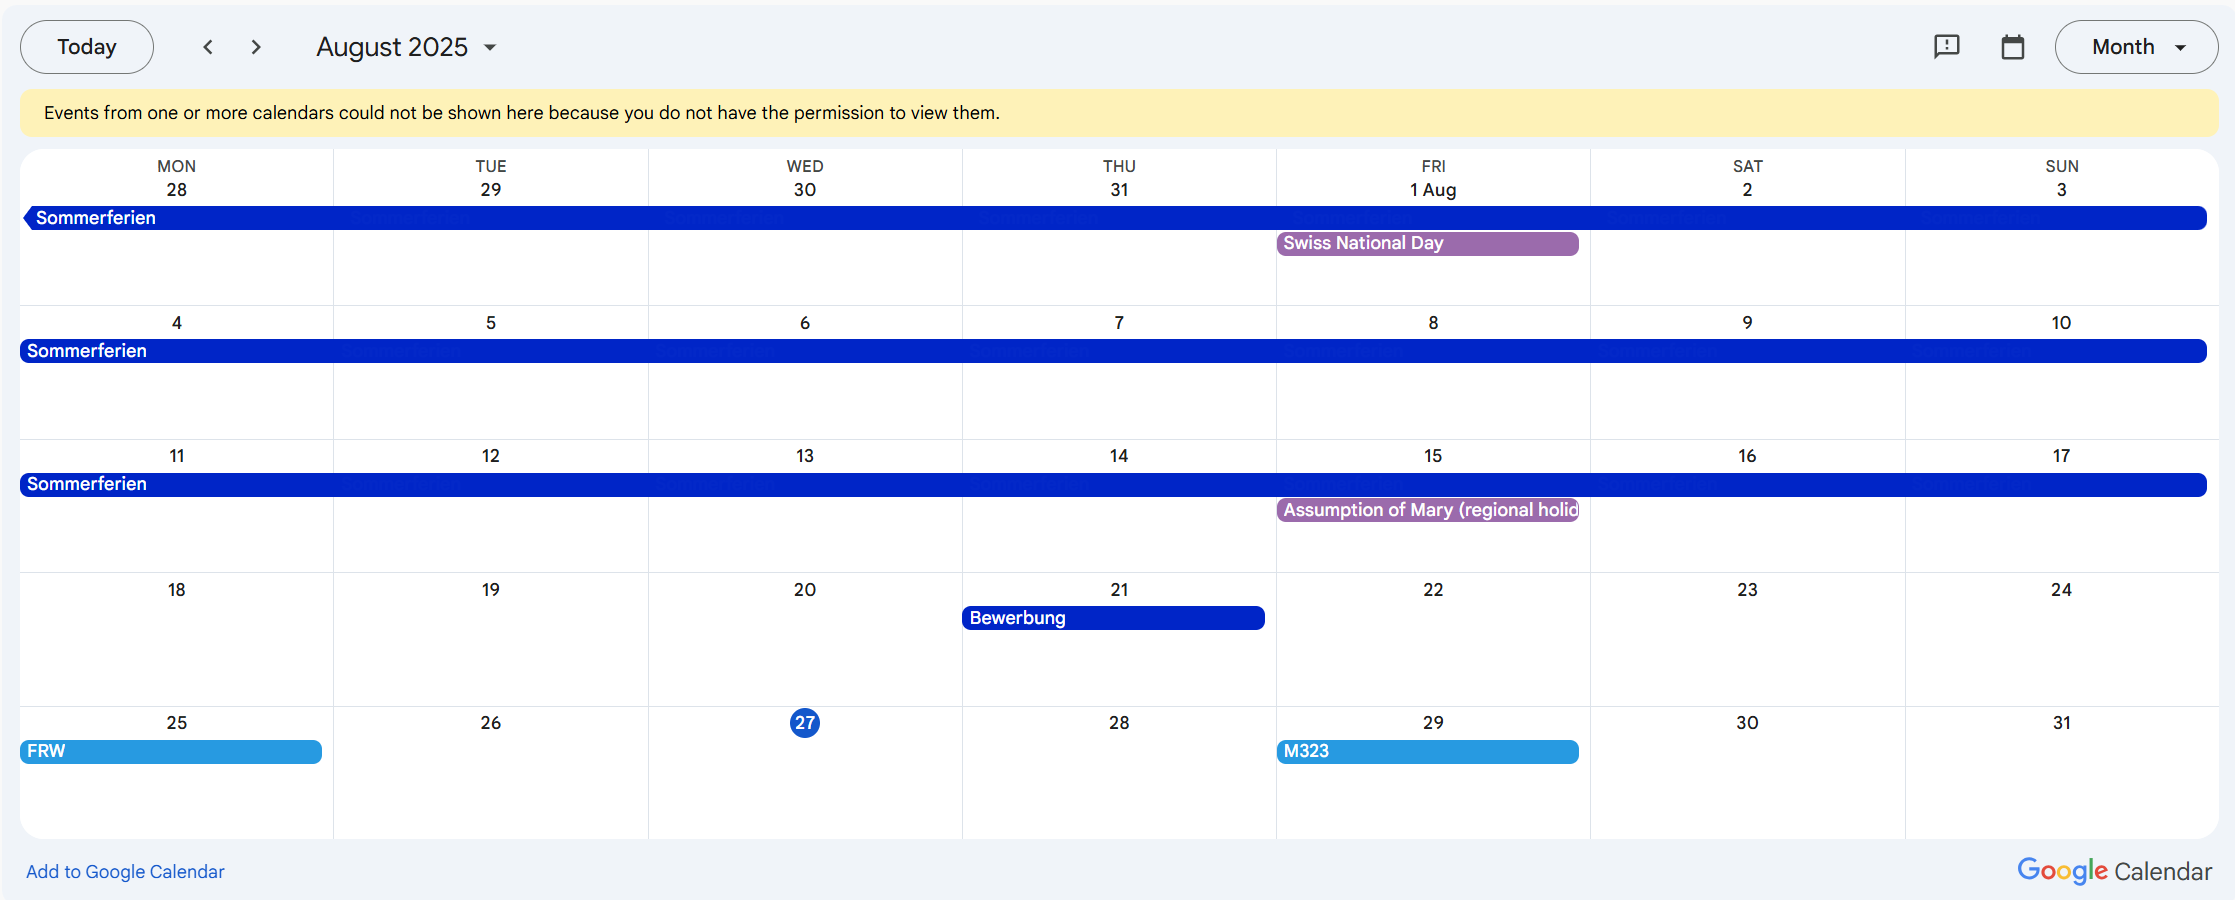 Today
August 2025
Month
Events from one or more calendars could not be shown here because you do not have the permission to view them.
MON TUE WED THU FRI SAT SUN
28 29 30 31 1 Aug 2 3
Sommerferien
Swiss National Day
4 5 6 7 8 9 10
Sommerferien
11 12 13 14 15 16 17
Sommerferien
Assumption of Mary (regional holid
18 19 20 21 22 23 24
Bewerbung
25 26 27 28 29 30 31
FRW M323
Add to Google Calendar
Google Calendar